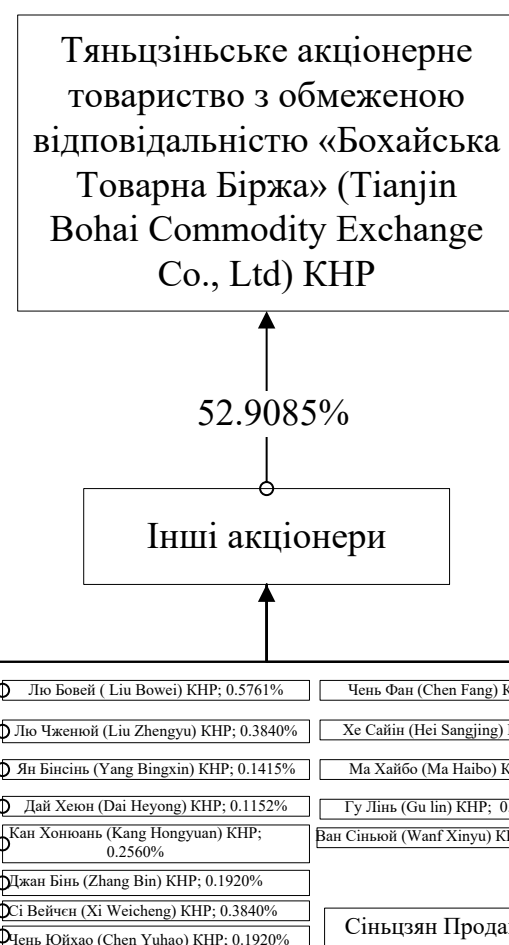 Тяньцзіньське акціонерне
товариство з обмеженою
відповідальністю «Бохайська
Товарна Біржа» (Tianjin
Bohai Commodity Exchange
Co., Ltd) КНР
52.9085%
Інші акціонери
Лю Бовей ( Liu Bowei) КНР; 0.5761%
Лю Чженюй (Liu Zhengyu) КНР; 0.3840%
Ян Бінсінь (Yang Bingxin) КНР; 0.1415%
Дай Хеюн (Dai Heyong) КНР; 0.1152%
Кан Хонюань (Kang Hongyuan) КНР;
0.2560%
Джан Бінь (Zhang Bin) КНР; 0.1920%
Сі Вейчєн (Xi Weicheng) КНР; 0.3840%
Чень Юйхао (Chen Yuhao) КНР; 0.1920%
Чень Фан (Chen Fang)
Хе Сайін (Hei Sangjing)
Ма Хайбо (Ma Haibo)
Гу Лінь (Gu lin) КНР;
Ван Сіньюй (Wanf Xinyu)
Сіньцзян